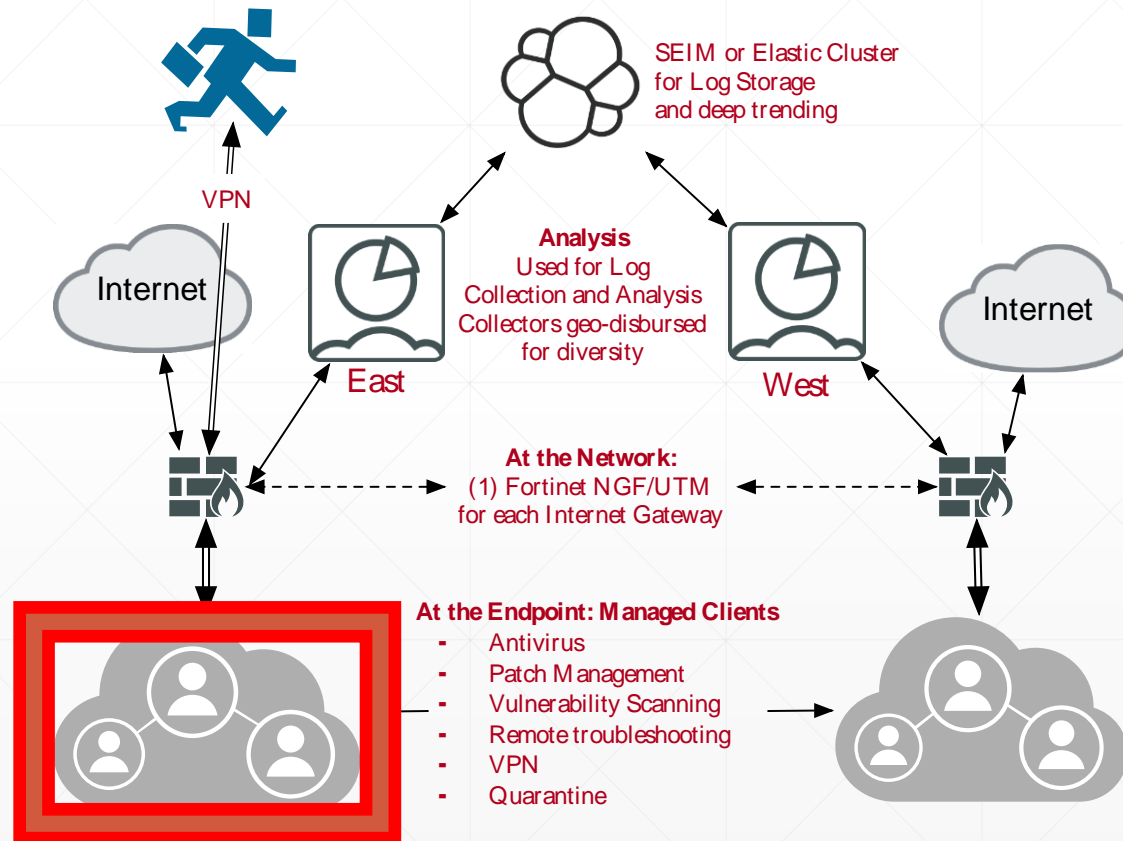 SEIM or Elastic Cluster
for Log Storage
and deep trending
VPN
Internet
Analysis
Used for Log
Collection and Analysis
Collectors geo-disbursed
for diversity
Internet
East
West
At the Network:
(1) Fortinet NGF/UTM
for each Internet Gateway
At the Endpoint: Managed Clients
- Antivirus
- Patch Management
- Vulnerability Scanning
- Remote troubleshooting
- VPN
- Quarantine